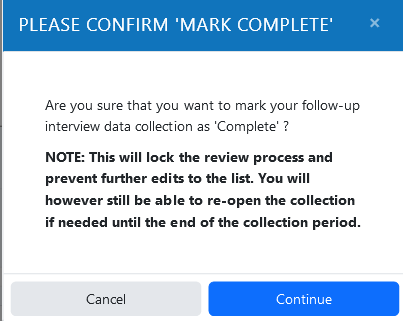 PLEASE CONFIRM 'MARK COMPLETE' ×
Are you sure that you want to mark your follow-up
interview data collection as 'Complete' ?
NOTE: This will lock the review process and
prevent further edits to the list. You will
however still be able to re-open the collection
if needed until the end of the collection period.
Cancel Continue